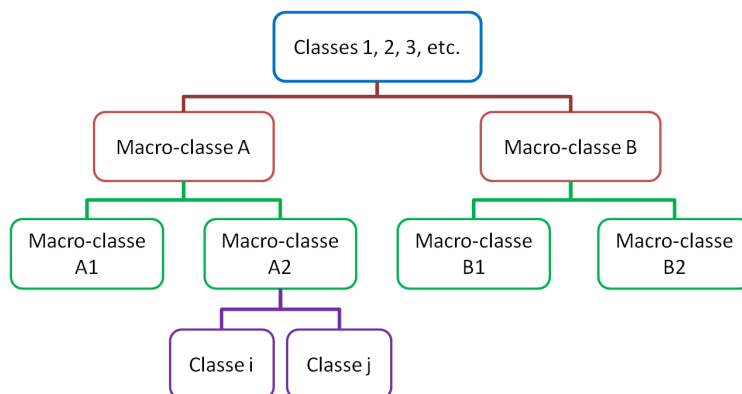 Classes 1, 2, 3, etc.
Macro-classe A
Macro-classe B
Macro-classe
A1
Macro-classe
A2
Macro-classe
B1
Macro-classe
B2
Classe i
Classe j